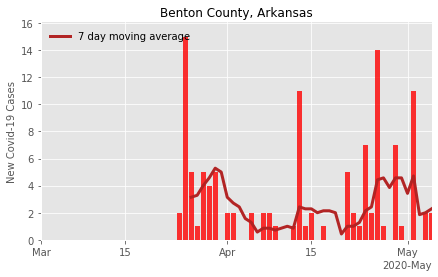 Benton County, Arkansas
7 day moving average
New Covid-19 Cases
16
14
12
10
8
6
4
2
0
Mar 15 Apr 15 May
2020-May